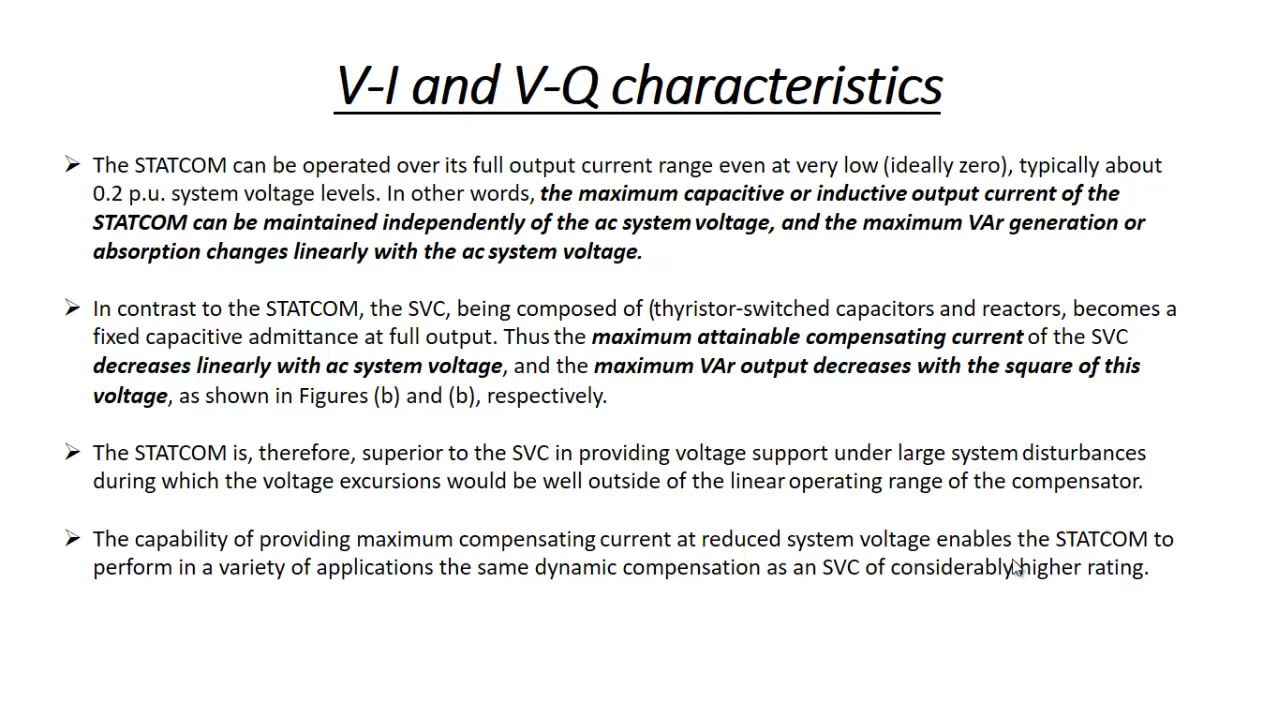 V-I and V-Q characteristics
➢ The STATCOM can be operated over its full output current range even at very low (ideally zero), typically about
0.2 p.u. system voltage levels. In other words, the maximum capacitive or inductive output current of the
STATCOM can be maintained independently of the ac system voltage, and the maximum VAr generation or
absorption changes linearly with the ac system voltage.
➢ In contrast to the STATCOM, the SVC, being composed of (thyristor-switched capacitors and reactors, becomes a
fixed capacitive admittance at full output. Thus the maximum attainable compensating current of the SVC
decreases linearly with ac system voltage, and the maximum VAr output decreases with the square of this
voltage, as shown in Figures (b) and (b), respectively.
➢ The STATCOM is, therefore, superior to the SVC in providing voltage support under large system disturbances
during which the voltage excursions would be well outside of the linear operating range of the compensator.
➢ The capability of providing maximum compensating current at reduced system voltage enables the STATCOM to
perform in a variety of applications the same dynamic compensation as an SVC of considerably higher rating.